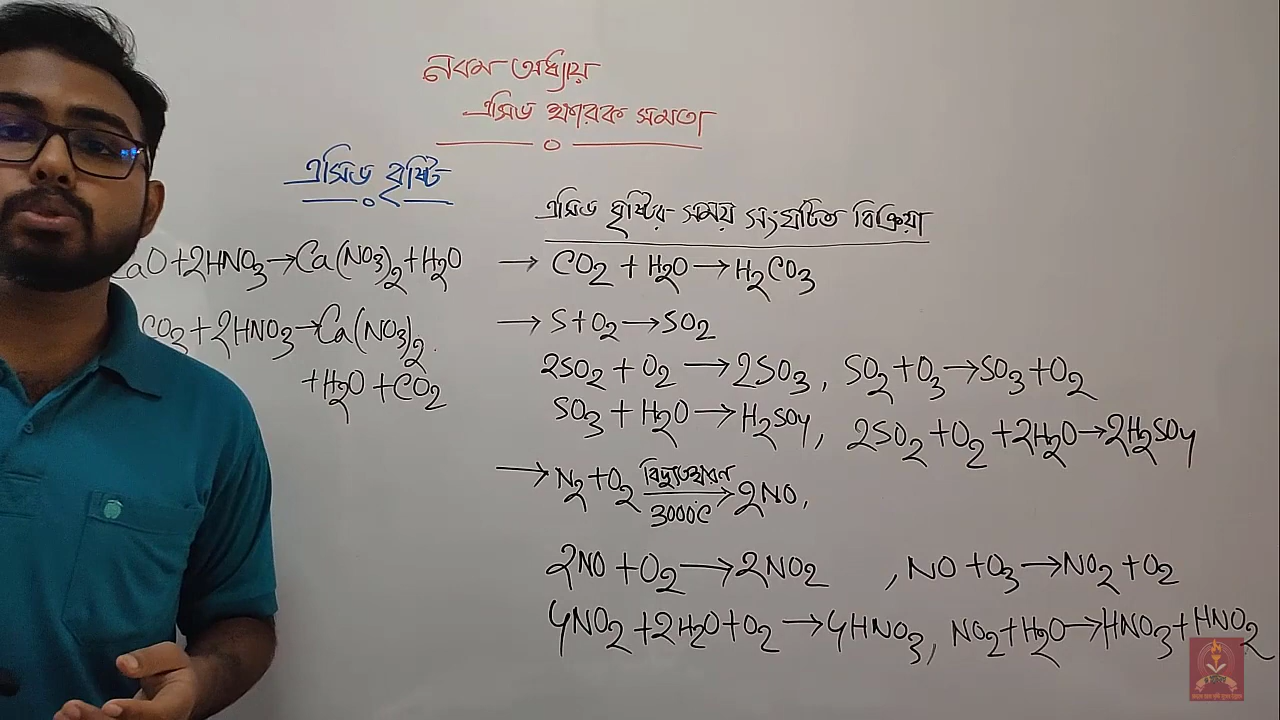 নবম অধ্যায়
এসিড ক্ষারক সমতা
এসিড বৃষ্টি
এসিড বৃষ্টির সময় সংঘটিত বিক্রিয়া
CaO + 2HNO₃ → Ca(NO₃)₂ + H₂O
CO₃ + 2HNO₃ → Ca(NO₃)₂
+ H₂O + CO₂
→ CO₂ + H₂O → H₂CO₃
→ S + O₂ → SO₂
2SO₂ + O₂ → 2SO₃, SO₂ + O₃ → SO₃ + O₂
SO₃ + H₂O → H₂SO₄, 2SO₂ + O₂ + 2H₂O → 2H₂SO₄
→ N₂ + O₂ বিদ্যুৎক্ষরণ 3000°C → 2NO,
2NO + O₂ → 2NO₂ , NO + O₃ → NO₂ + O₂
4NO₂ + 2H₂O + O₂ → 4HNO₃, NO₂ + H₂O → HNO₃ + HNO₂